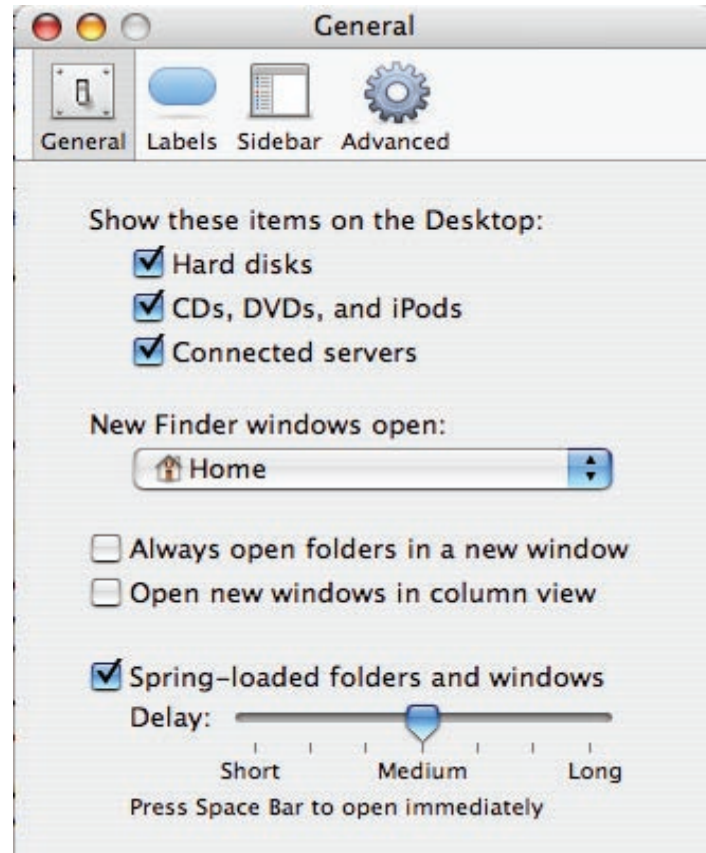 General
General Labels Sidebar Advanced
Show these items on the Desktop:
Hard disks
CDs, DVDs, and iPods
Connected servers
New Finder windows open:
Home
Always open folders in a new window
Open new windows in column view
Spring-loaded folders and windows
Delay:
Short Medium Long
Press Space Bar to open immediately